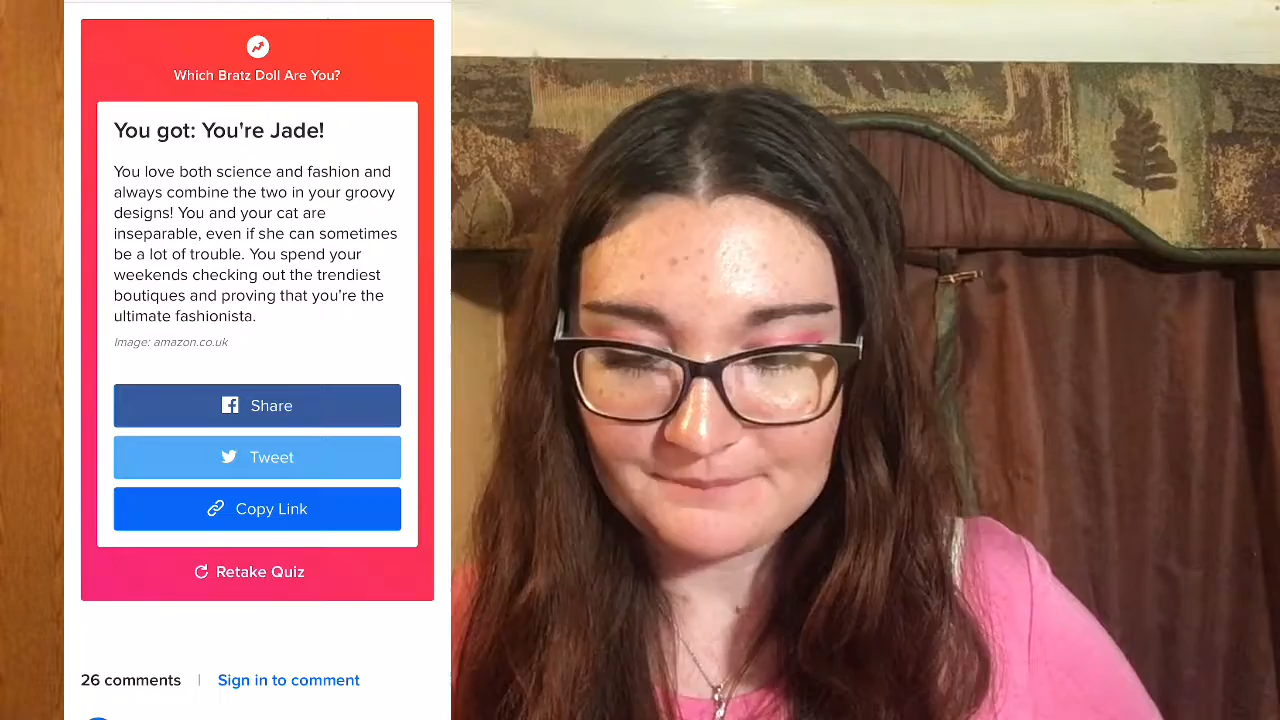 Which Bratz Doll Are You?
You got: You're Jade!
You love both science and fashion and
always combine the two in your groovy
designs! You and your cat are
inseparable, even if she can sometimes
be a lot of trouble. You spend your
weekends checking out the trendiest
boutiques and proving that you're the
ultimate fashionista.
Image: amazon.co.uk
Share
Tweet
Copy Link
Retake Quiz
26 comments | Sign in to comment